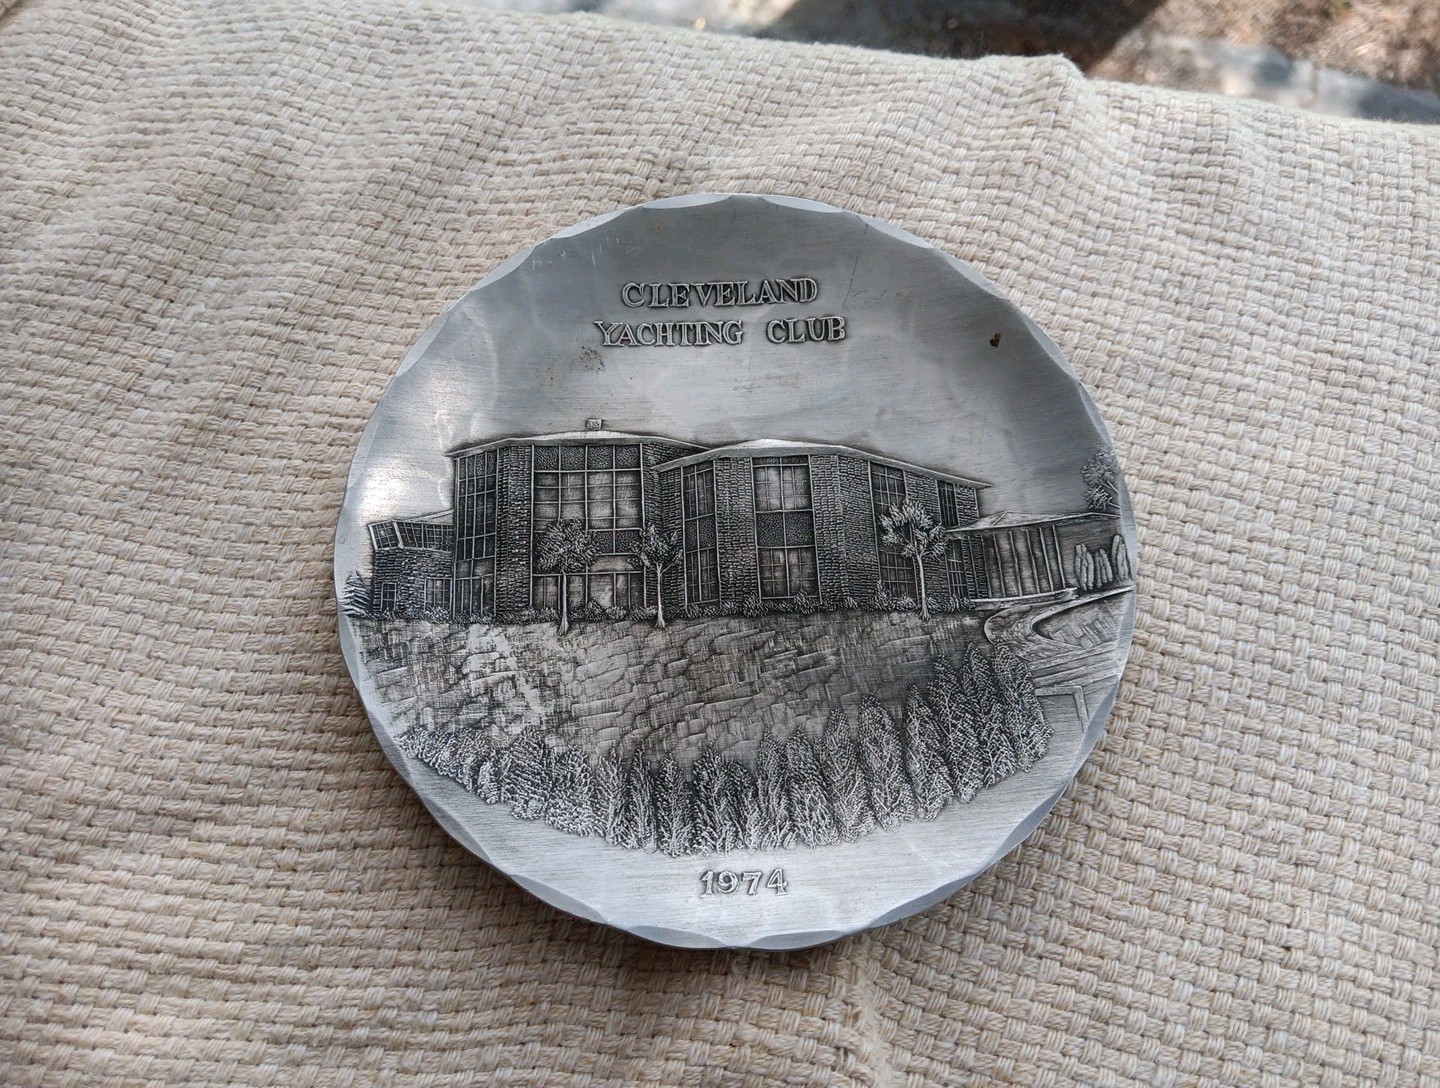 CLEVELAND
YACHTING CLUB
1974